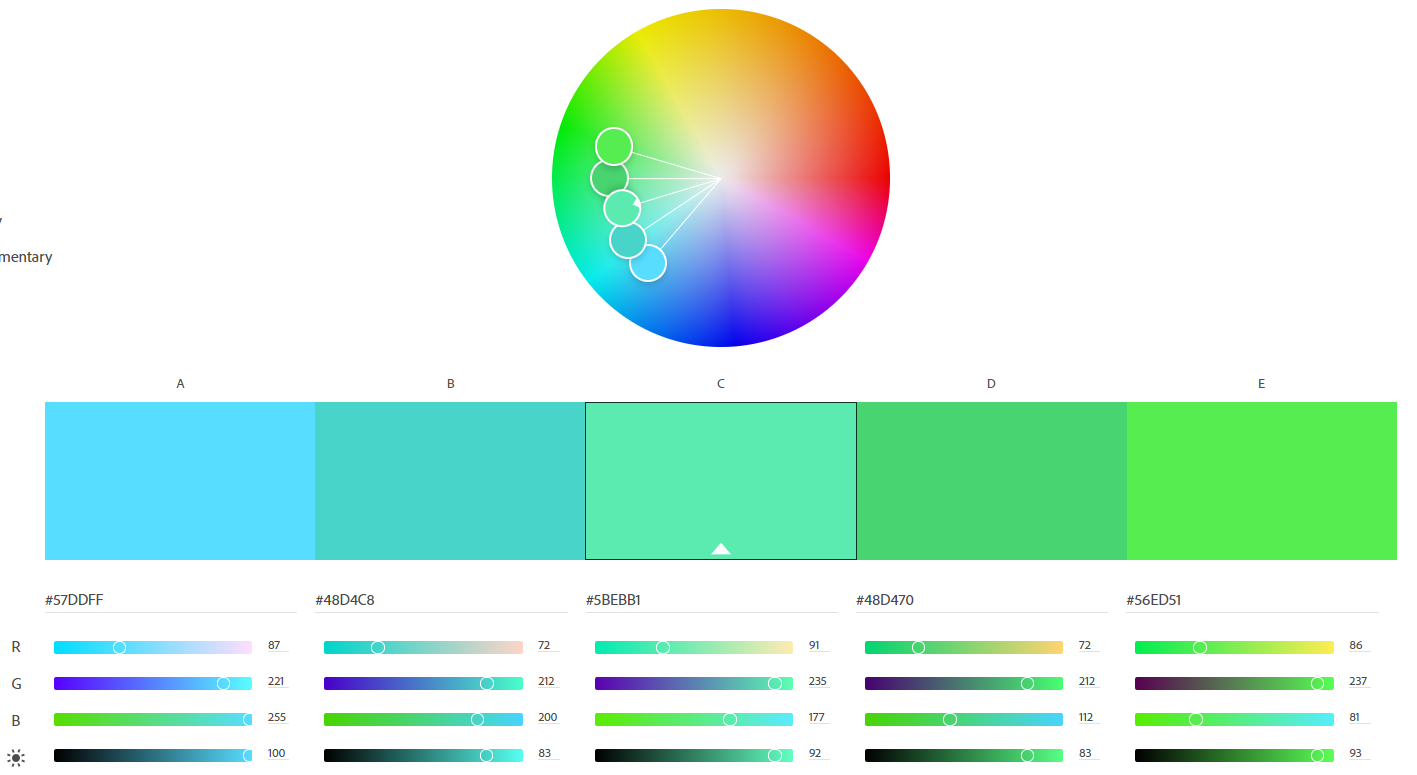 y
mentary
A B C D E
#57DDFF #48D4C8 #5BEBB1 #48D470 #56ED51
R 87 72 91 72 86
G 221 212 235 212 237
B 255 200 177 112 81
100 83 92 83 93